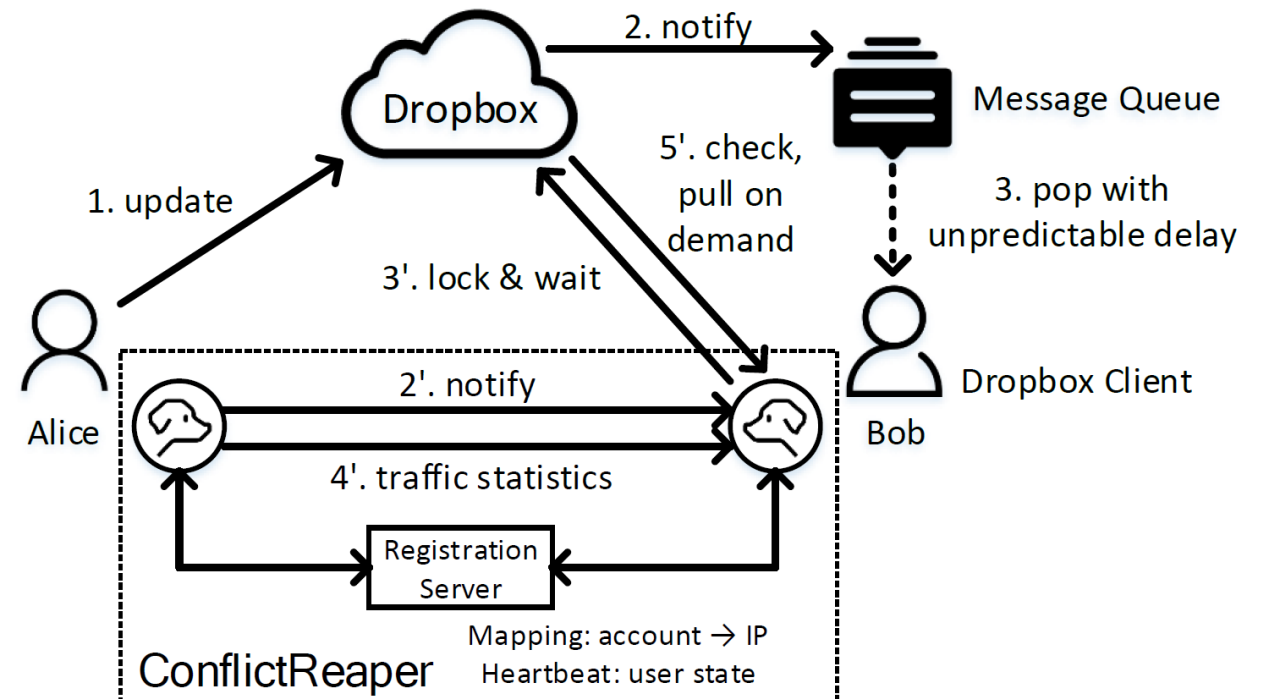 2. notify
Dropbox
Message Queue
1. update
5'. check,
pull on
demand
3. pop with
unpredictable delay
3'. lock & wait
Alice
2'. notify
Dropbox Client
Bob
4'. traffic statistics
Registration
Server
Mapping: account → IP
Heartbeat: user state
ConflictReaper